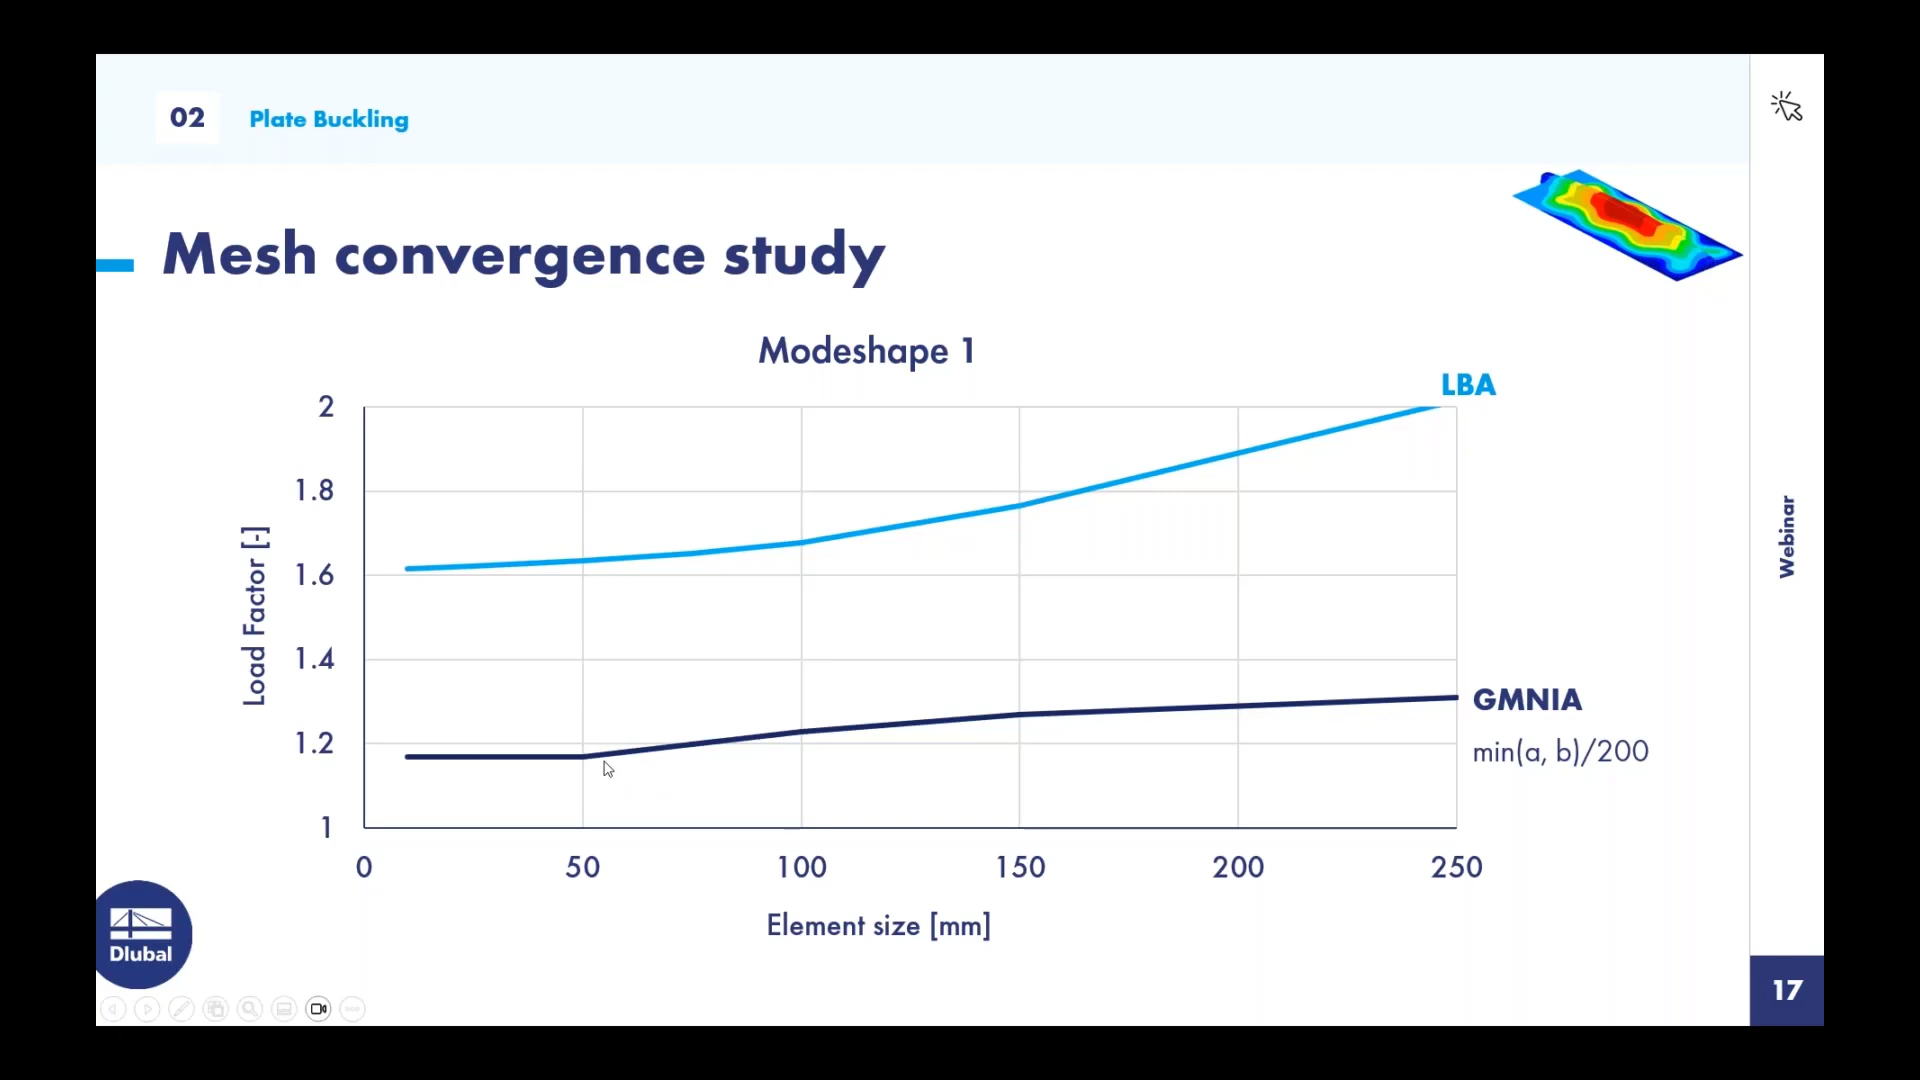 02
Plate Buckling
Mesh convergence study
Modeshape 1
LBA
2
1.8
1.6
1.4
1.2
1
Load Factor [-]
GMNIA
min(a, b)/200
0 50 100 150 200 250
Element size [mm]
Webinar
Dlubal
17